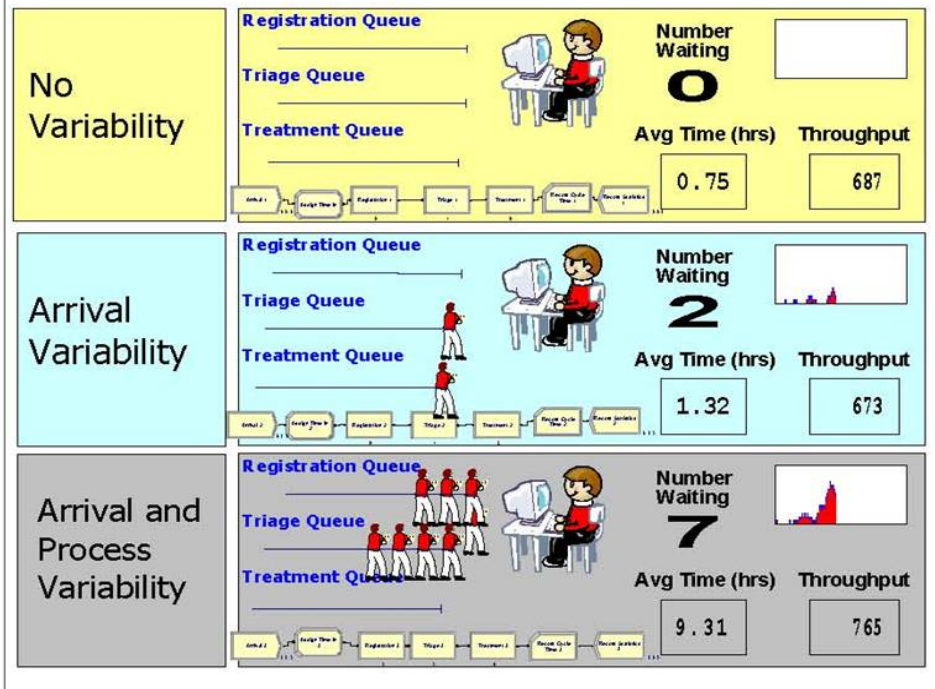 No
Variability
Registration Queue
Triage Queue
Treatment Queue
Number
Waiting
0
Avg Time (hrs)
Throughput
0.75
687
Arrival
Variability
Registration Queue
Triage Queue
Treatment Queue
Number
Waiting
2
Avg Time (hrs)
Throughput
1.32
673
Arrival and
Process
Variability
Registration Queue
Triage Queue
Treatment Queue
Number
Waiting
7
Avg Time (hrs)
Throughput
9.31
765